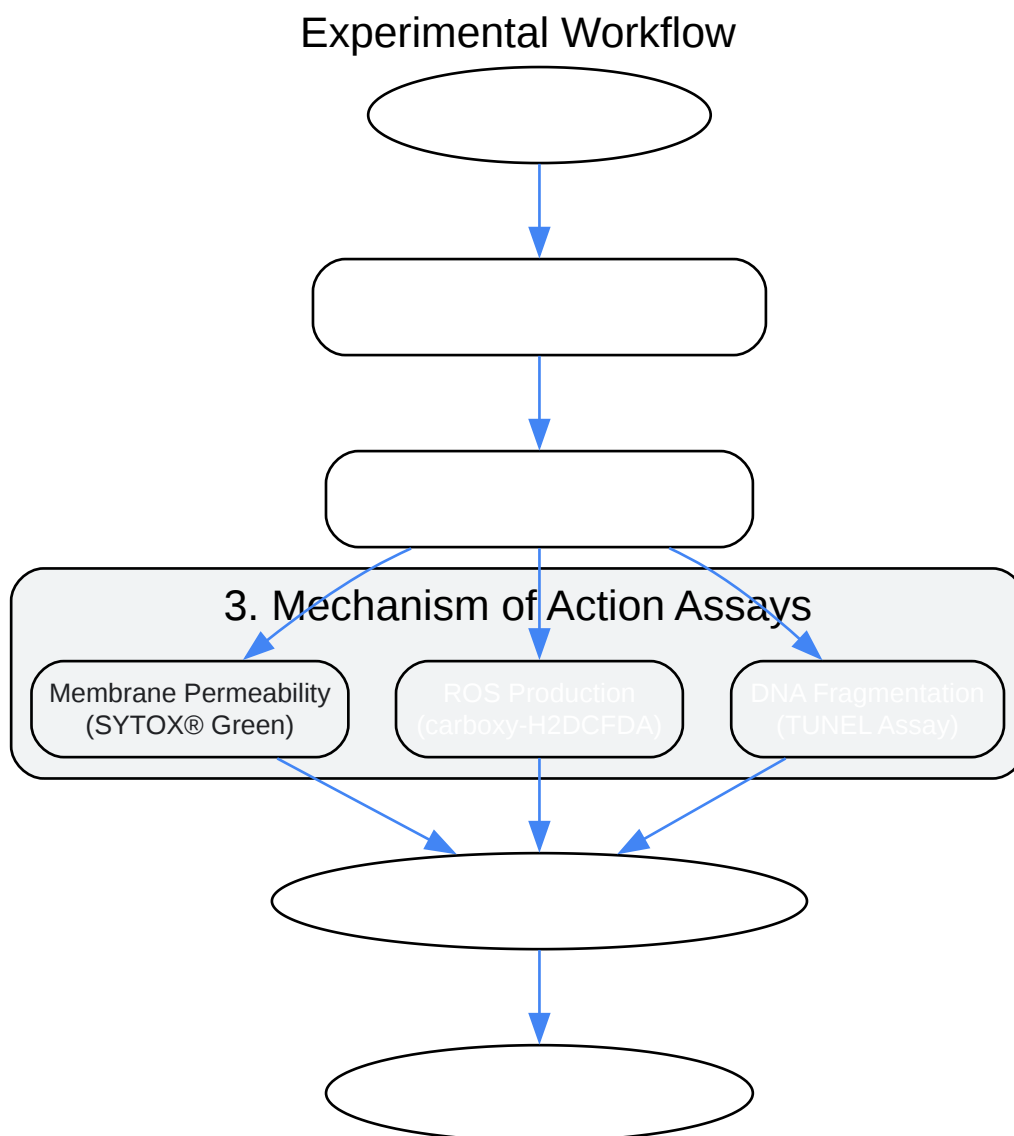 Experimental Workflow
3. Mechanism of Action Assays
Membrane Permeability
(SYTOX® Green)
ROS Production
(carboxy-H2DCFDA)
DNA Fragmentation
(TUNEL Assay)